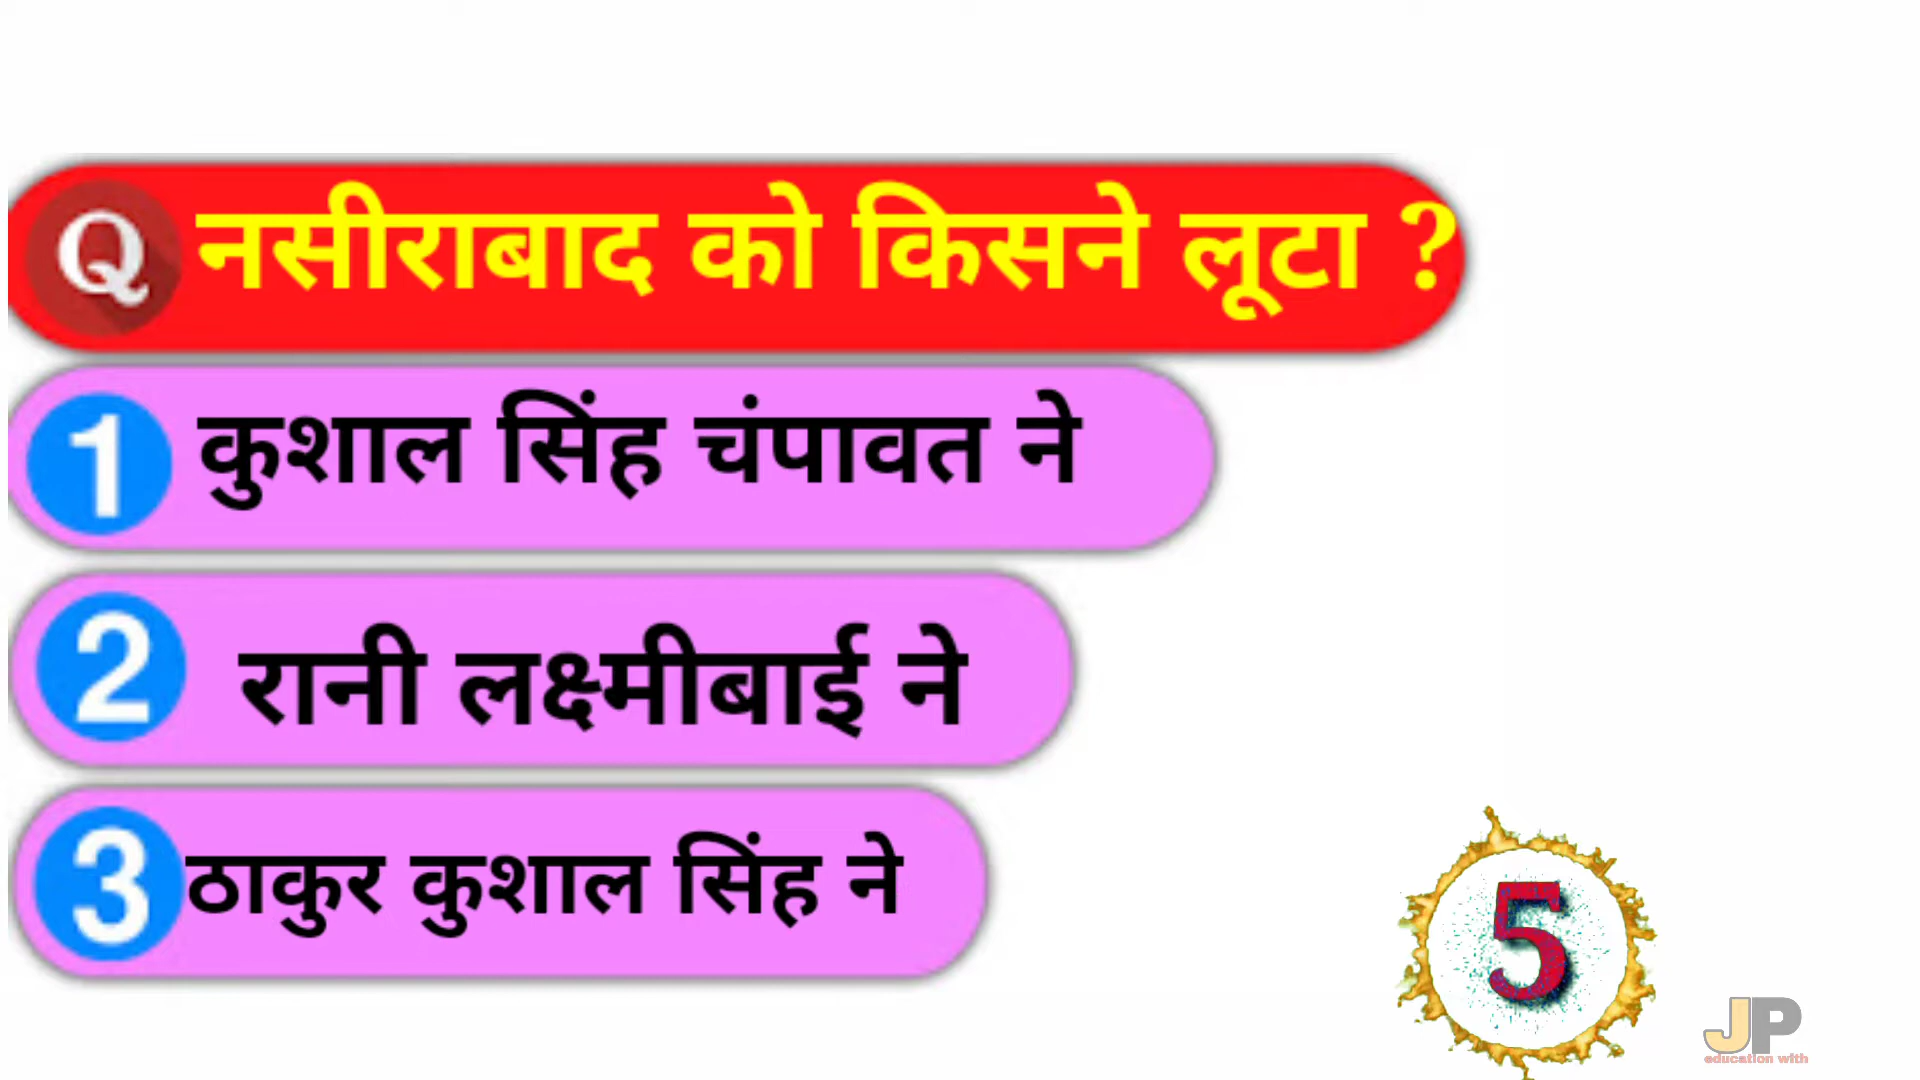 Q नसीराबाद को किसने लूटा ?
1 कुशाल सिंह चंपावत ने
2 रानी लक्ष्मीबाई ने
3 ठाकुर कुशाल सिंह ने
5
JP
education with